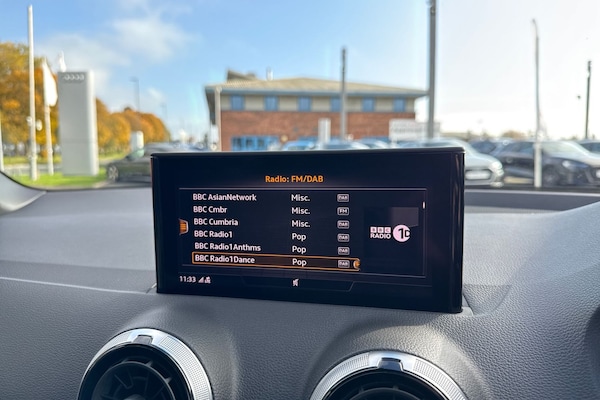 Radio: FM/DAB
BBC AsianNetwork Misc. DAB
BBC Cmbr Misc. FM
BBC Cumbria Misc. DAB
BBC Radio1 Pop DAB
BBC Radio1Anthms Pop DAB
BBC Radio1Dance Pop DAB
BBC
RADIO 1D
11:33